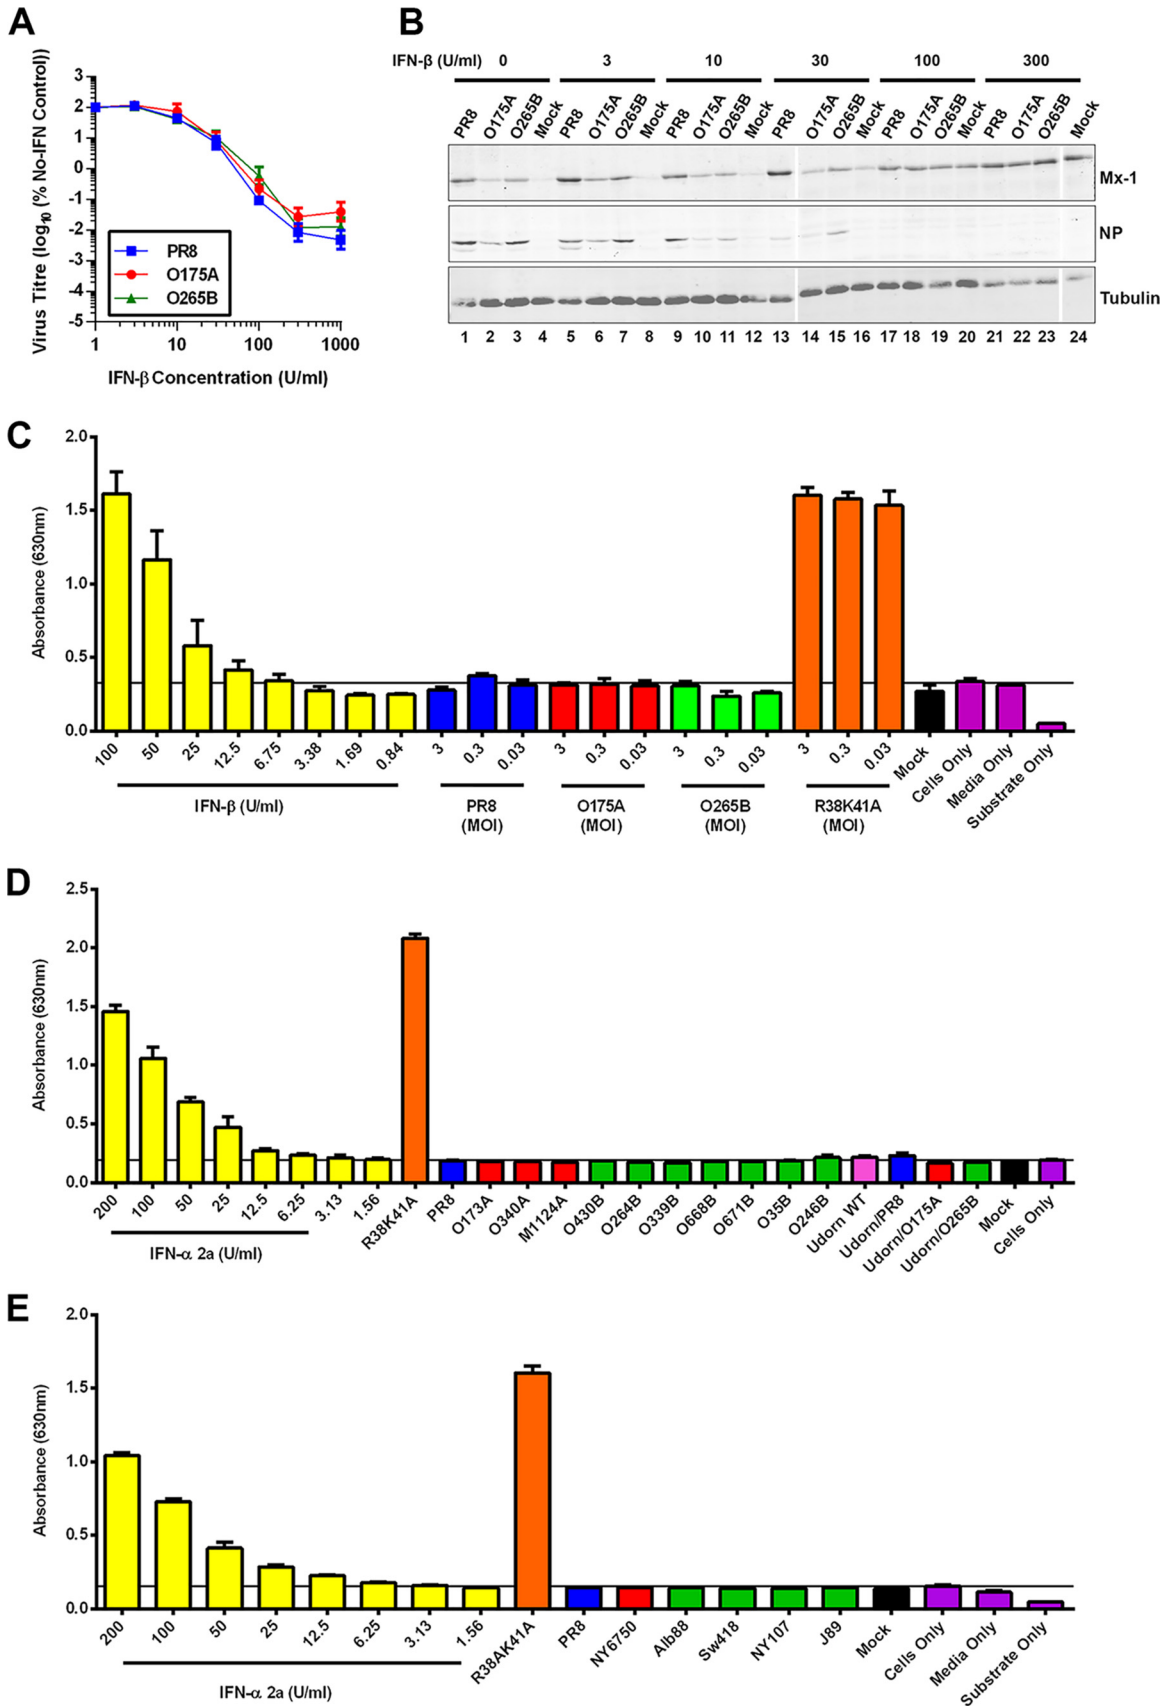 A
Virus Titre (log10 (% No-IFN Control))
3
2
1
0
-1
-2
-3
-4
-5
PR8
O175A
O265B
1 10 100 1000
IFN-β Concentration (U/ml)
B
IFN-β (U/ml) 0 3 10 30 100 300
PR8 O175A O265B Mock PR8 O175A O265B Mock PR8 O175A O265B Mock PR8 O175A O265B Mock PR8 O175A O265B Mock PR8 O175A O265B Mock
Mx-1
NP
Tubulin
1 2 3 4 5 6 7 8 9 10 11 12 13 14 15 16 17 18 19 20 21 22 23 24
C
Absorbance (630nm)
2.0
1.5
1.0
0.5
0.0
100 50 25 12.5 6.75 3.38 1.69 0.84 3 0.3 0.03 3 0.3 0.03 3 0.3 0.03 3 0.3 0.03 Mock Cells Only Media Only Substrate Only
IFN-β (U/ml) PR8 O175A O265B R38K41A
(MOI) (MOI) (MOI) (MOI)
D
Absorbance (630nm)
2.5
2.0
1.5
1.0
0.5
0.0
200 100 50 25 12.5 6.25 3.13 1.56 R38K41A PR8 O173A O340A M1124A O430B O264B O339B O668B O671B O35B O246B Udorn WT Udorn/PR8 Udorn/O175A Udorn/O265B Mock Cells Only
IFN-α 2a (U/ml)
E
Absorbance (630nm)
2.0
1.5
1.0
0.5
0.0
200 100 50 25 12.5 6.25 3.13 1.56 R38AK41A PR8 NY6750 Alb88 Sw418 NY107 J89 Mock Cells Only Media Only Substrate Only
IFN-α 2a (U/ml)